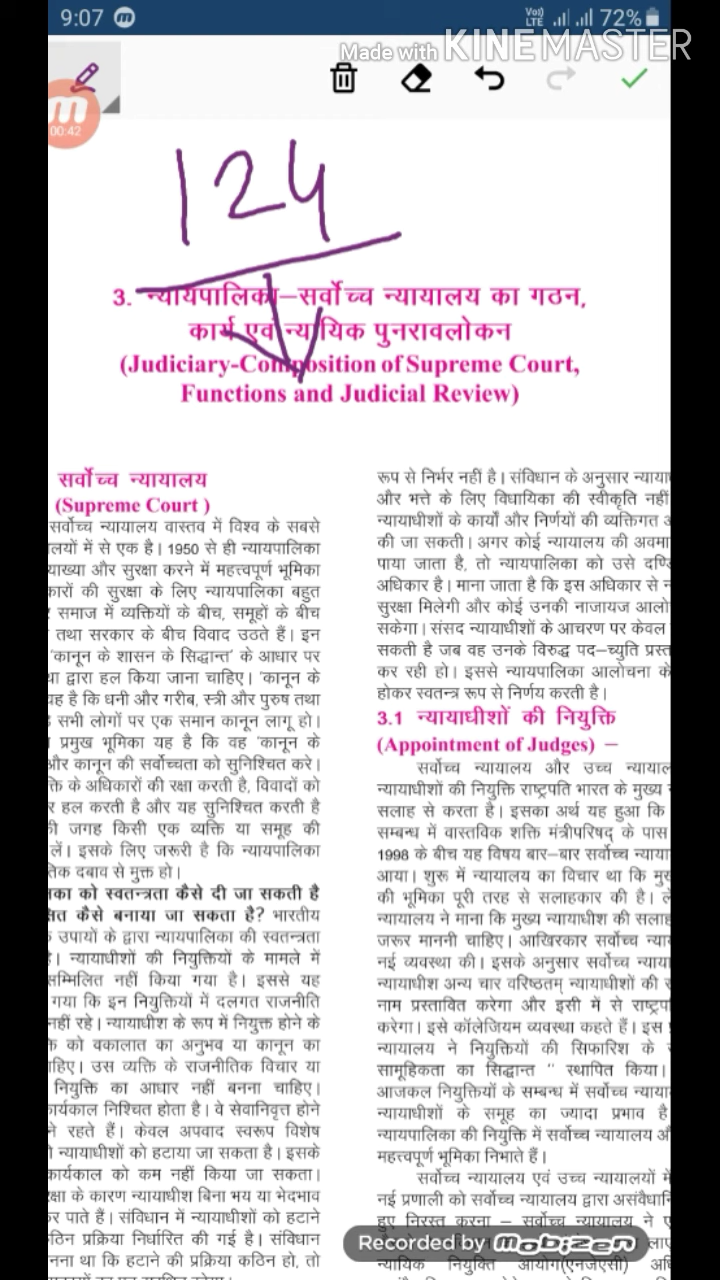 9:07
VoLTE
72%
Made with KINEMASTER
00:42
124
3. न्यायपालिका–सर्वोच्च न्यायालय का गठन,
कार्य एवं न्यायिक पुनरावलोकन
(Judiciary-Composition of Supreme Court,
Functions and Judicial Review)
सर्वोच्च न्यायालय
(Supreme Court )
सर्वोच्च न्यायालय वास्तव में विश्व के सबसे
लयों में से एक है। 1950 से ही न्यायपालिका
याख्या और सुरक्षा करने में महत्त्वपूर्ण भूमिका
कारों की सुरक्षा के लिए न्यायपालिका बहुत
समाज में व्यक्तियों के बीच, समूहों के बीच
तथा सरकार के बीच विवाद उठते हैं। इन
'कानून के शासन के सिद्धान्त' के आधार पर
था द्वारा हल किया जाना चाहिए। 'कानून के
यह है कि धनी और गरीब, स्त्री और पुरुष तथा
सभी लोगों पर एक समान कानून लागू हो।
प्रमुख भूमिका यह है कि वह 'कानून के
और कानून की सर्वोच्चता को सुनिश्चित करे।
क्ति के अधिकारों की रक्षा करती है, विवादों को
र हल करती है और यह सुनिश्चित करती है
की जगह किसी एक व्यक्ति या समूह की
लें। इसके लिए जरूरी है कि न्यायपालिका
तिक दबाव से मुक्त हो।
का को स्वतन्त्रता कैसे दी जा सकती है
कैसे बनाया जा सकता है? भारतीय
उपायों के द्वारा न्यायपालिका की स्वतन्त्रता
है। न्यायाधीशों की नियुक्तियों के मामले में
सम्मिलित नहीं किया गया है। इससे यह
गया कि इन नियुक्तियों में दलगत राजनीति
नहीं रहे। न्यायाधीश के रूप में नियुक्त होने के
को वकालात का अनुभव या कानून का
हिए। उस व्यक्ति के राजनीतिक विचार या
नियुक्ति का आधार नहीं बनना चाहिए।
कार्यकाल निश्चित होता है। वे सेवानिवृत्त होने
ने रहते हैं। केवल अपवाद स्वरूप विशेष
न्यायाधीशों को हटाया जा सकता है। इसके
कार्यकाल को कम नहीं किया जा सकता।
क्षा के कारण न्यायाधीश बिना भय या भेदभाव
र पाते हैं। संविधान में न्यायाधीशों को हटाने
ठिन प्रक्रिया निर्धारित की गई है। संविधान
नना था कि हटाने की प्रक्रिया कठिन हो, तो
रूप से निर्भर नहीं है। संविधान के अनुसार न्याया
और भत्ते के लिए विधायिका की स्वीकृति नहीं
न्यायाधीशों के कार्यों और निर्णयों की व्यक्तिगत
की जा सकती। अगर कोई न्यायालय की अवमा
पाया जाता है, तो न्यायपालिका को उसे दण्डि
अधिकार है। माना जाता है कि इस अधिकार से न
सुरक्षा मिलेगी और कोई उनकी नाजायज आलो
सकेगा। संसद न्यायाधीशों के आचरण पर केवल
सकती है जब वह उनके विरुद्ध पद–च्युति प्रस्त
कर रही हो। इससे न्यायपालिका आलोचना के
होकर स्वतन्त्र रूप से निर्णय करती है।
3.1 न्यायाधीशों की नियुक्ति
(Appointment of Judges) –
सर्वोच्च न्यायालय और उच्च न्यायाल
न्यायाधीशों की नियुक्ति राष्ट्रपति भारत के मुख्य
सलाह से करता है। इसका अर्थ यह हुआ कि
सम्बन्ध में वास्तविक शक्ति मंत्रीपरिषद् के पास
1998 के बीच यह विषय बार–बार सर्वोच्च न्याया
आया। शुरू में न्यायालय का विचार था कि मुख
की भूमिका पूरी तरह से सलाहकार की है। ले
न्यायालय ने माना कि मुख्य न्यायाधीश की सलाह
जरूर माननी चाहिए। आखिरकार सर्वोच्च न्याय
नई व्यवस्था की। इसके अनुसार सर्वोच्च न्याया
न्यायाधीश अन्य चार वरिष्ठतम् न्यायाधीशों की
नाम प्रस्तावित करेगा और इसी में से राष्ट्रप
करेगा। इसे कॉलेजियम व्यवस्था कहते हैं। इस
न्यायालय ने नियुक्तियों की सिफारिश के
सामूहिकता का सिद्धान्त " स्थापित किया।
आजकल नियुक्तियों के सम्बन्ध में सर्वोच्च न्याया
न्यायाधीशों के समूह का ज्यादा प्रभाव है
न्यायपालिका की नियुक्ति में सर्वोच्च न्यायालय औ
महत्त्वपूर्ण भूमिका निभाते हैं।
सर्वोच्च न्यायालय एवं उच्च न्यायालयों में
नई प्रणाली को सर्वोच्च न्यायालय द्वारा असंवैधानि
हुए निरस्त करना – सर्वोच्च न्यायालय ने ए
न्यायिक नियुक्ति आयोग(एनजेएसी) अधि
Recorded by mobizen